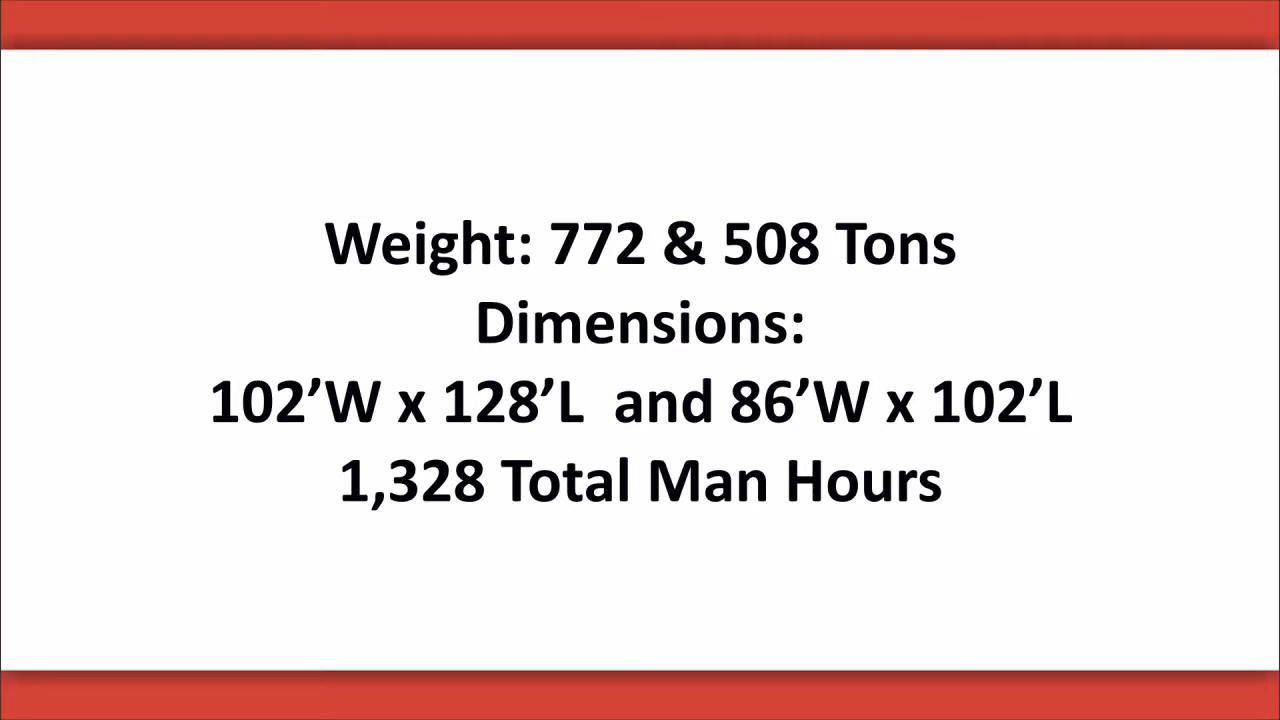 Weight: 772 & 508 Tons
Dimensions:
102’W x 128’L  and 86’W x 102’L
1,328 Total Man Hours